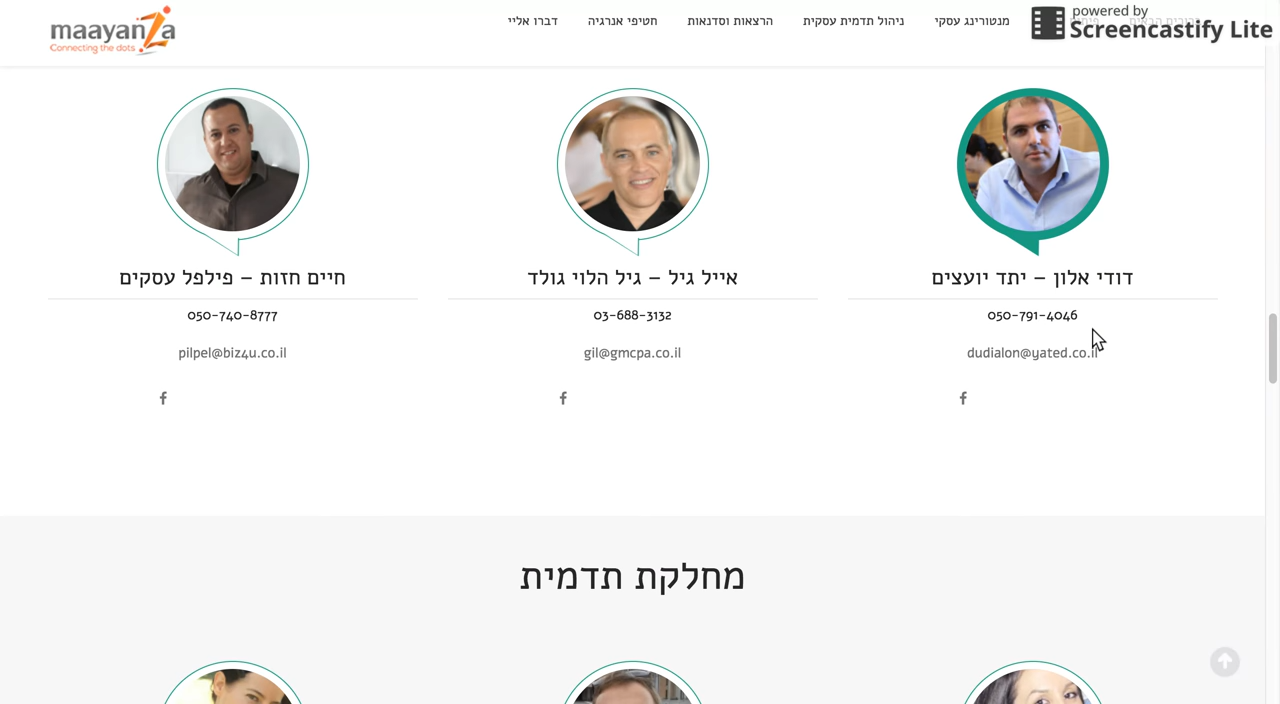 maayanZa
Connecting the dots
מנטורינג עסקי
ניהול תדמית עסקית
הרצאות וסדנאות
חטיפי אנרגיה
דברו אליי
powered by
Screencastify Lite
דודי אלון – יתד יועצים
050-791-4046
dudialon@yated.co.il
אייל גיל – גיל הלוי גולד
03-688-3132
gil@gmcpa.co.il
חיים חזות – פילפל עסקים
050-740-8777
pilpel@biz4u.co.il
מחלקת תדמית